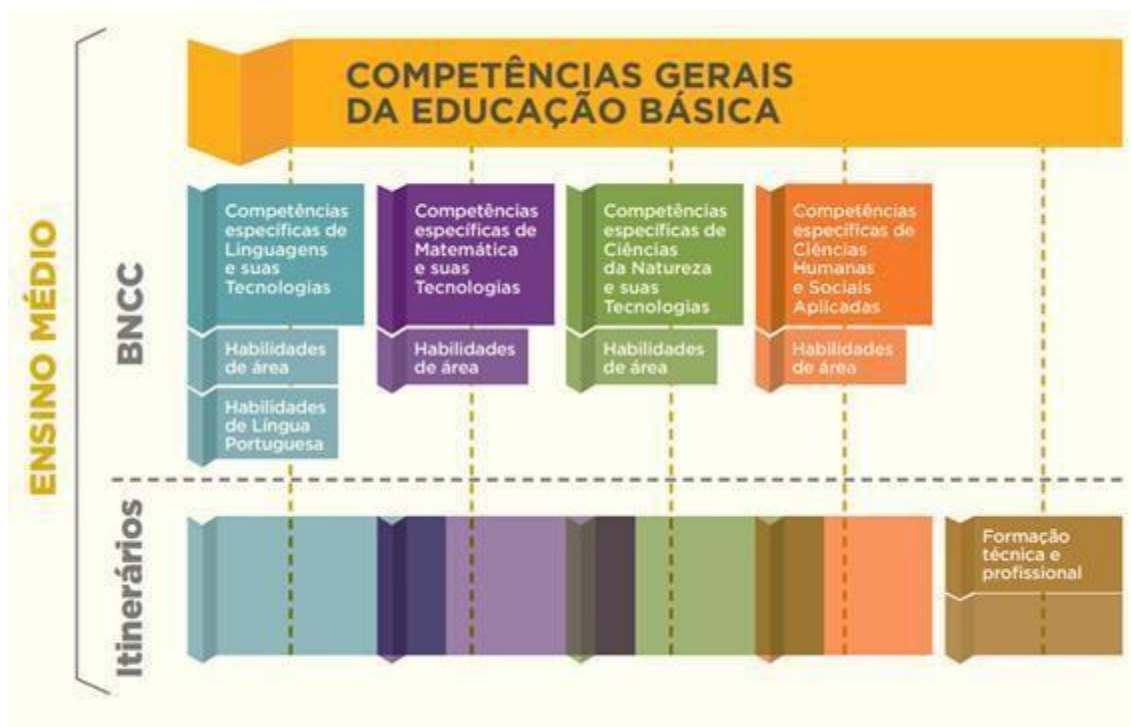 ENSINO MÉDIO
BNCC
Itinerários
COMPETÊNCIAS GERAIS
DA EDUCAÇÃO BÁSICA
Competências
específicas de
Linguagens
e suas
Tecnologias
Habilidades
de área
Habilidades
de Língua
Portuguesa
Competências
específicas de
Matemática
e suas
Tecnologias
Habilidades
de área
Competências
específicas de
Ciências
da Natureza
e suas
Tecnologias
Habilidades
de área
Competências
específicas de
Ciências
Humanas
e Sociais
Aplicadas
Habilidades
de área
Formação
técnica e
profissional